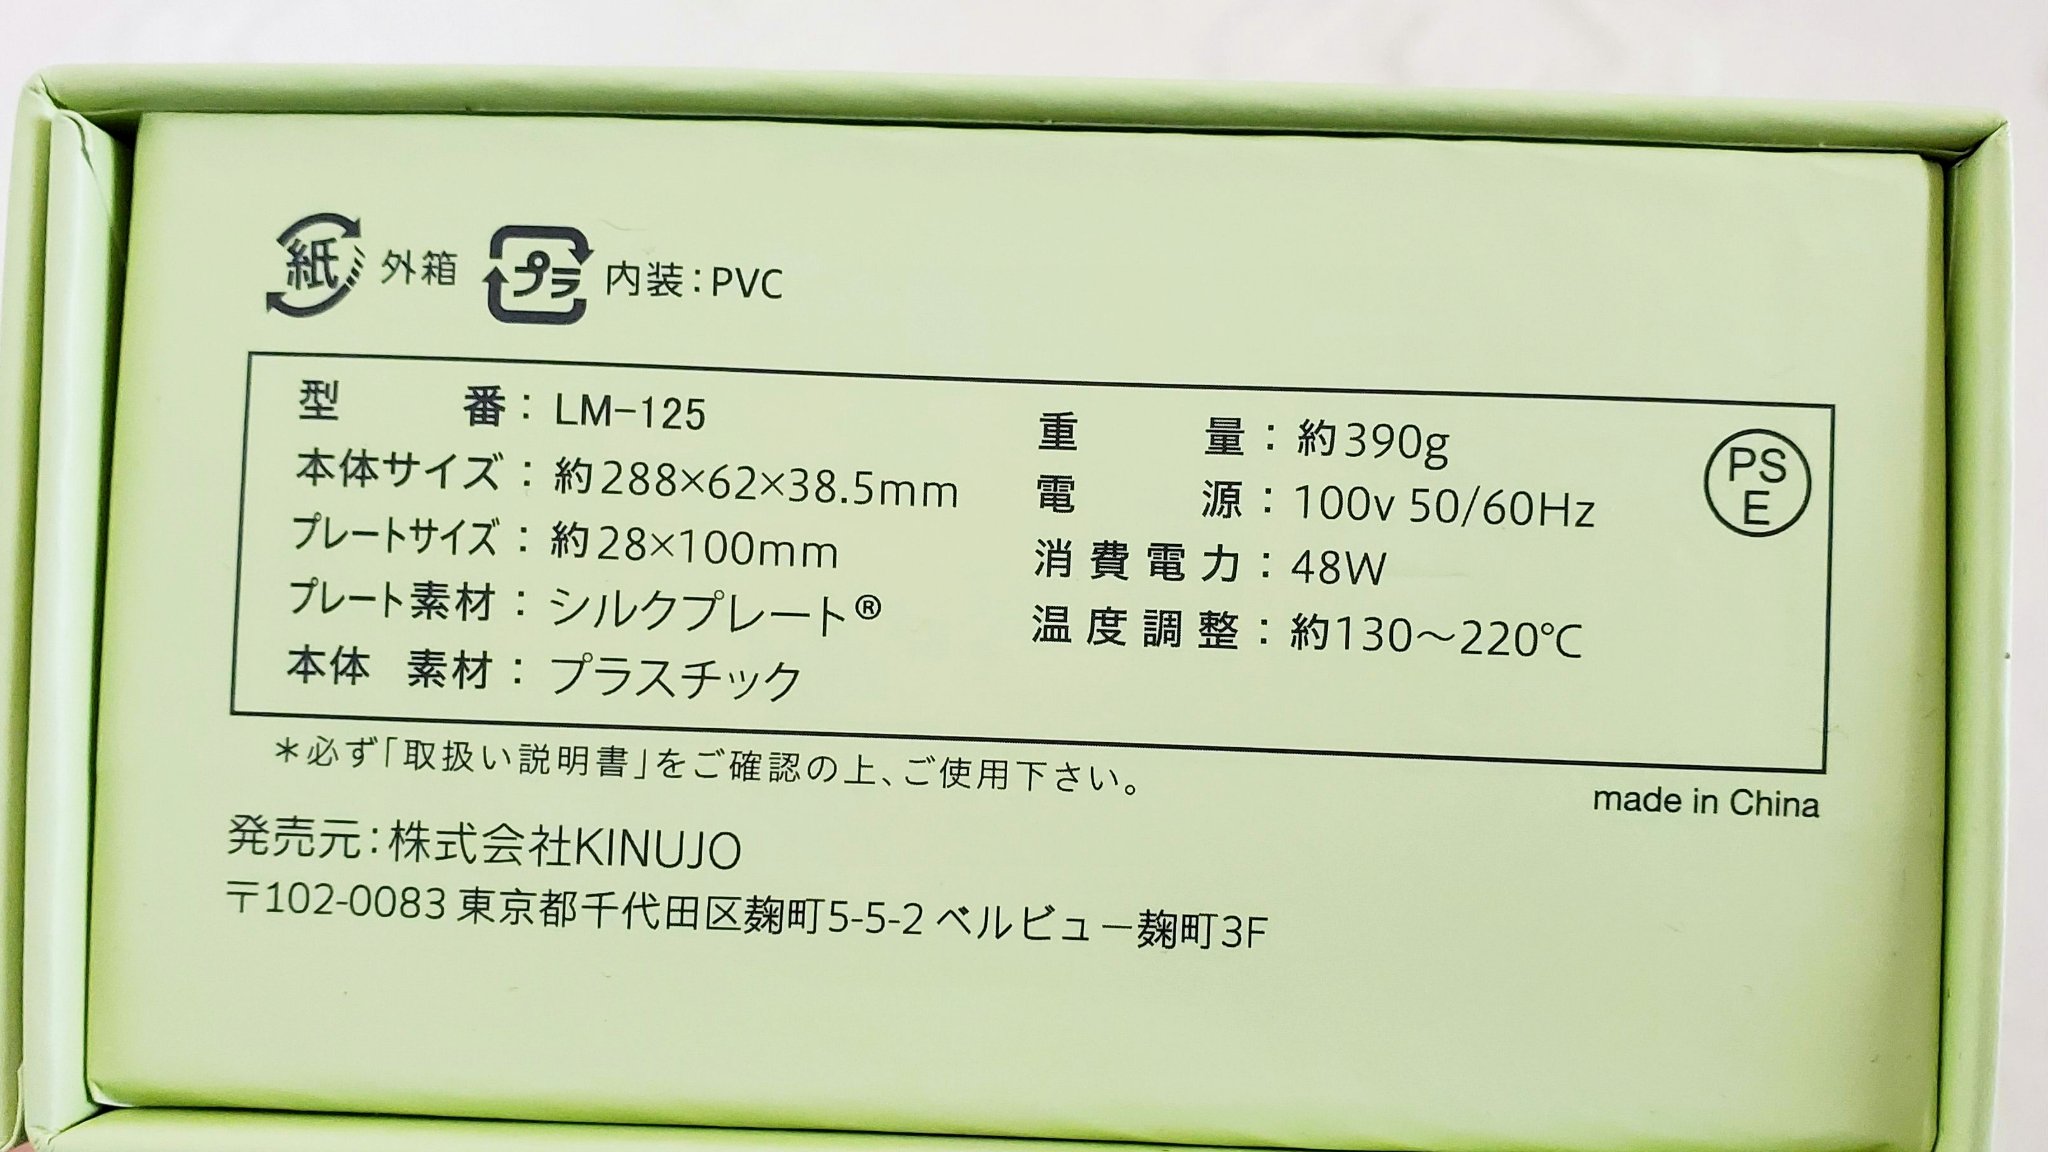 紙 外箱 プラ 内装：PVC
型番：LM-125
本体サイズ：約288×62×38.5mm
プレートサイズ：約28×100mm
プレート素材：シルクプレート®
本体 素材：プラスチック
重量：約390g
電源：100v 50/60Hz
消費電力：48W
温度調整：約130～220℃
PS
E
＊必ず「取扱い説明書」をご確認の上、ご使用下さい。
made in China
発売元：株式会社KINUJO
〒102-0083 東京都千代田区麹町5-5-2 ベルビュー麹町3F